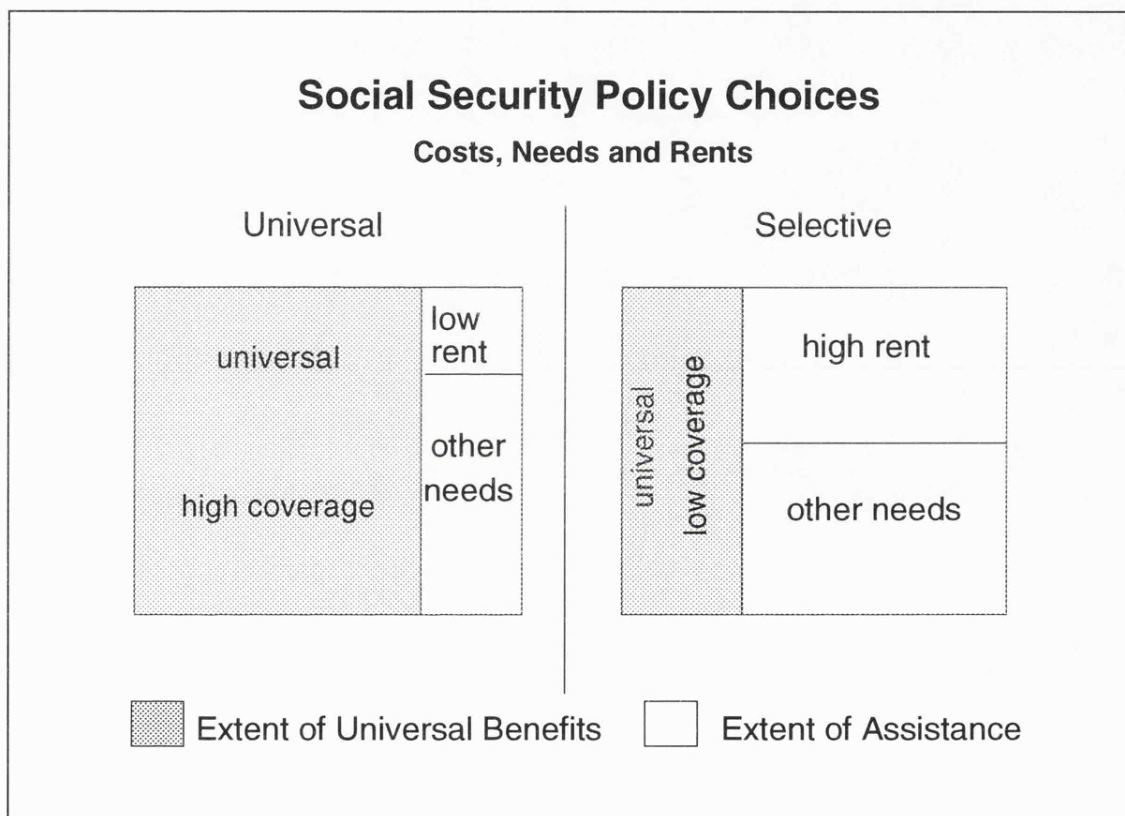 Social Security Policy Choices
Costs, Needs and Rents
Universal
Selective
universal
high coverage
low
rent
other
needs
universal
low coverage
high rent
other needs
Extent of Universal Benefits
Extent of Assistance